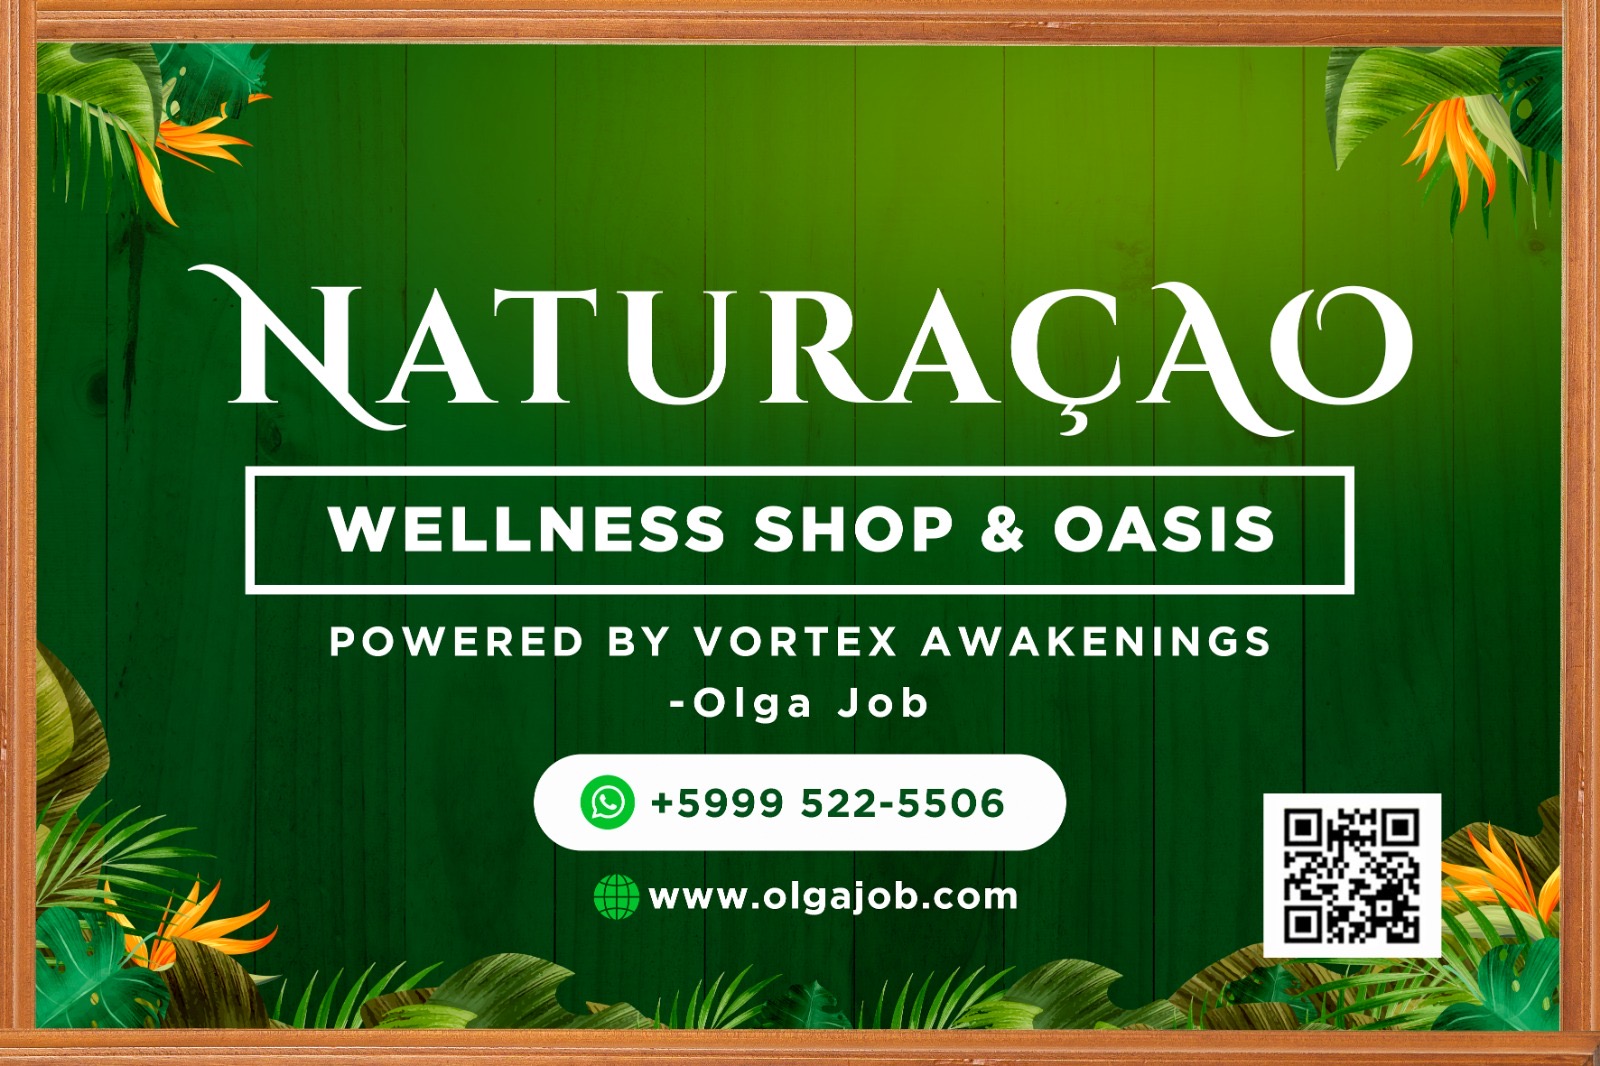 NATURAÇAO
WELLNESS SHOP & OASIS
POWERED BY VORTEX AWAKENINGS
-Olga Job
+5999 522-5506
www.olgajob.com